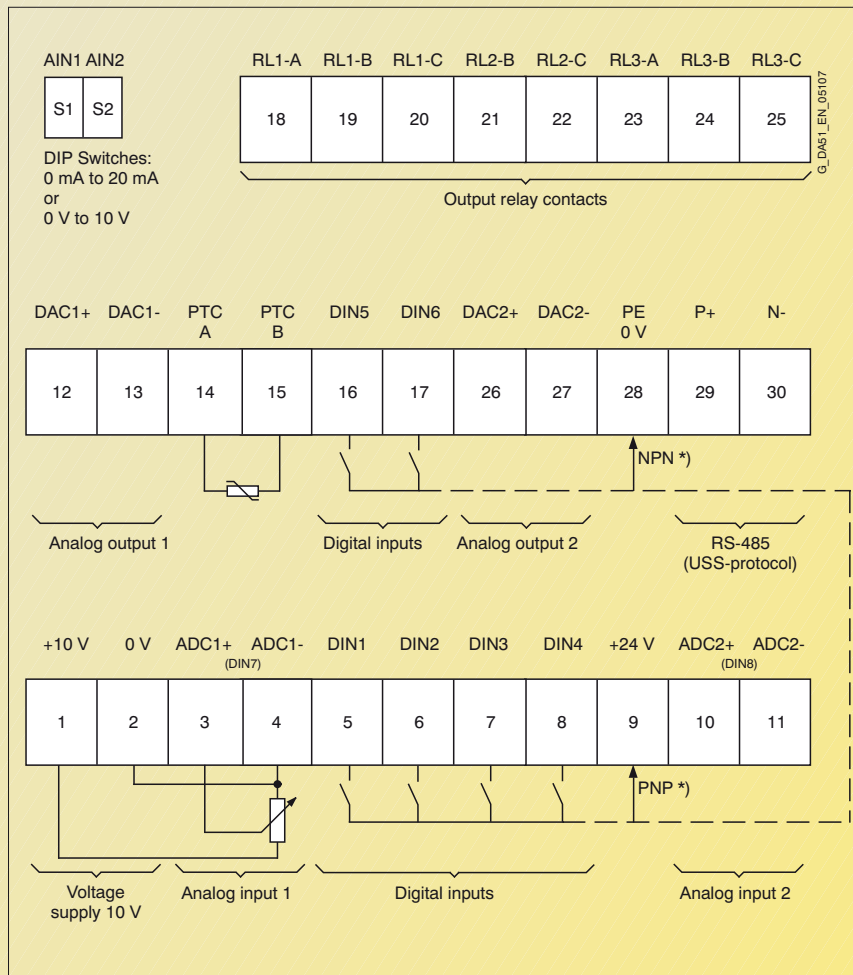 AIN1 AIN2
S1 S2
DIP Switches:
0 mA to 20 mA
or
0 V to 10 V
RL1-A RL1-B RL1-C RL2-B RL2-C RL3-A RL3-B RL3-C
18 19 20 21 22 23 24 25
Output relay contacts
G_DA51_EN_05107
DAC1+ DAC1- PTC A PTC B DIN5 DIN6 DAC2+ DAC2- PE 0 V P+ N-
12 13 14 15 16 17 26 27 28 29 30
NPN *)
Analog output 1 Digital inputs Analog output 2 RS-485
(USS-protocol)
+10 V 0 V ADC1+ ADC1- DIN1 DIN2 DIN3 DIN4 +24 V ADC2+ ADC2-
(DIN7) (DIN8)
1 2 3 4 5 6 7 8 9 10 11
PNP *)
Voltage
supply 10 V
Analog input 1 Digital inputs Analog input 2